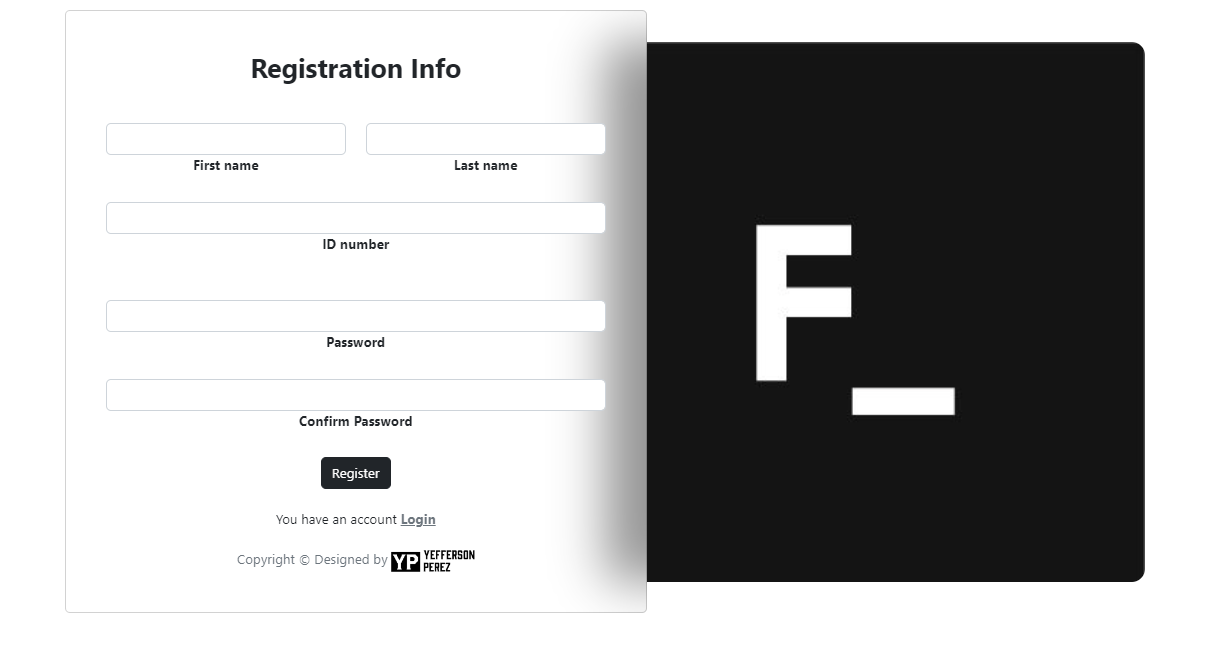 Registration Info
First name Last name
ID number
Password
Confirm Password
Register
You have an account Login
Copyright © Designed by YP YEFFERSON PEREZ
F_